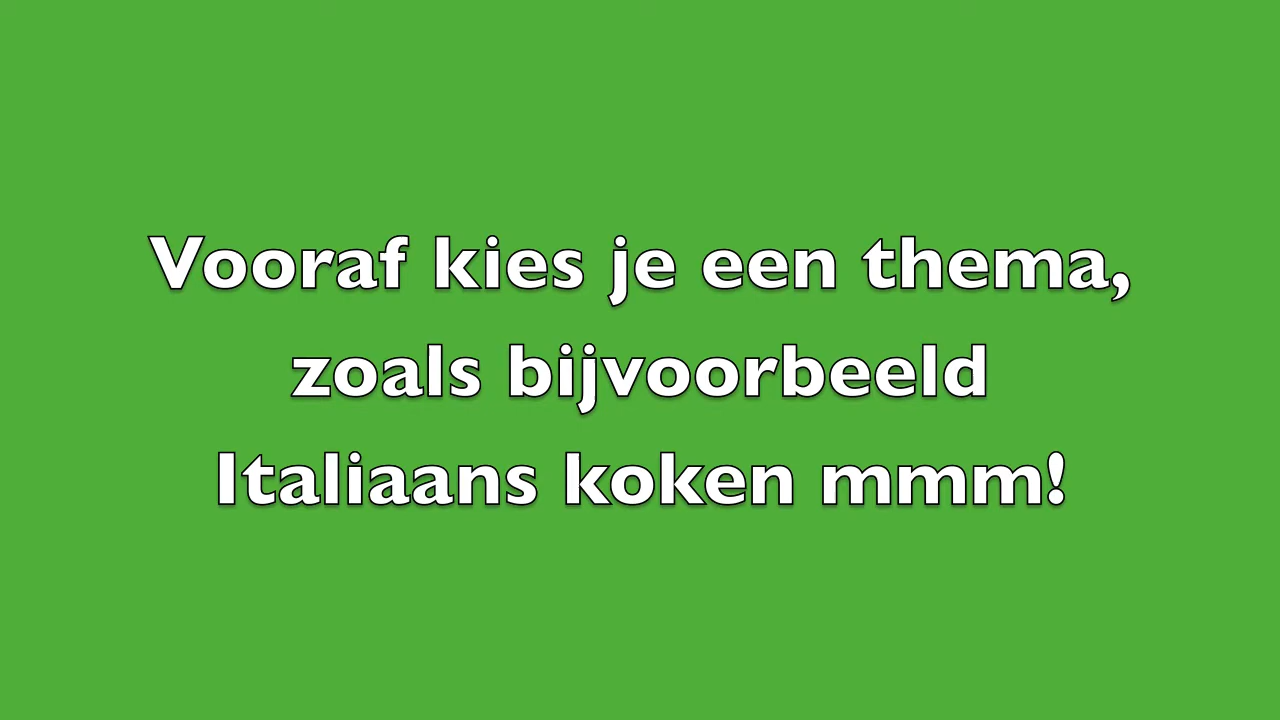 Vooraf kies je een thema,
zoals bijvoorbeeld
Italiaans koken mmm!